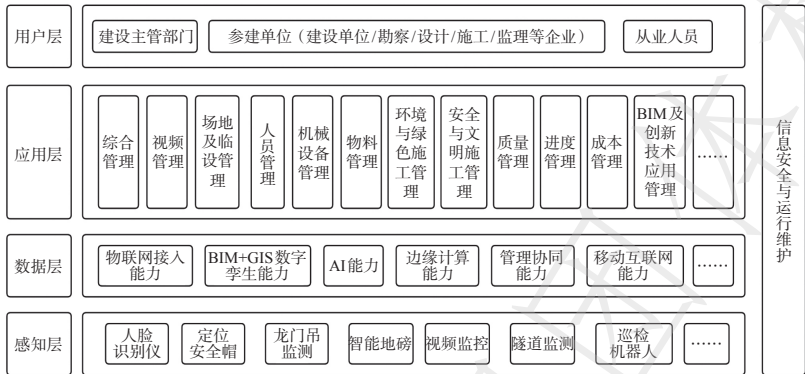 用户层
建设主管部门
参建单位（建设单位/勘察/设计/施工/监理等企业）
从业人员
应用层
综合
管理
视频
管理
场地
及临
设管
理
人
员
管
理
机械
设备
管理
物料
管理
环境
与绿
色施
工管
理
安全
与文
明施
工管
理
质量
管理
进度
管理
成本
管理
BIM及
创新
技术
应用
管理
……
数据层
物联网接入
能力
BIM+GIS数字
孪生能力
AI能力
边缘计算
能力
管理协同
能力
移动互联网
能力
……
感知层
人脸
识别仪
定位
安全帽
龙门吊
监测
智能地磅
视频监控
隧道监测
巡检
机器人
……
信息安全与运行维护
团体